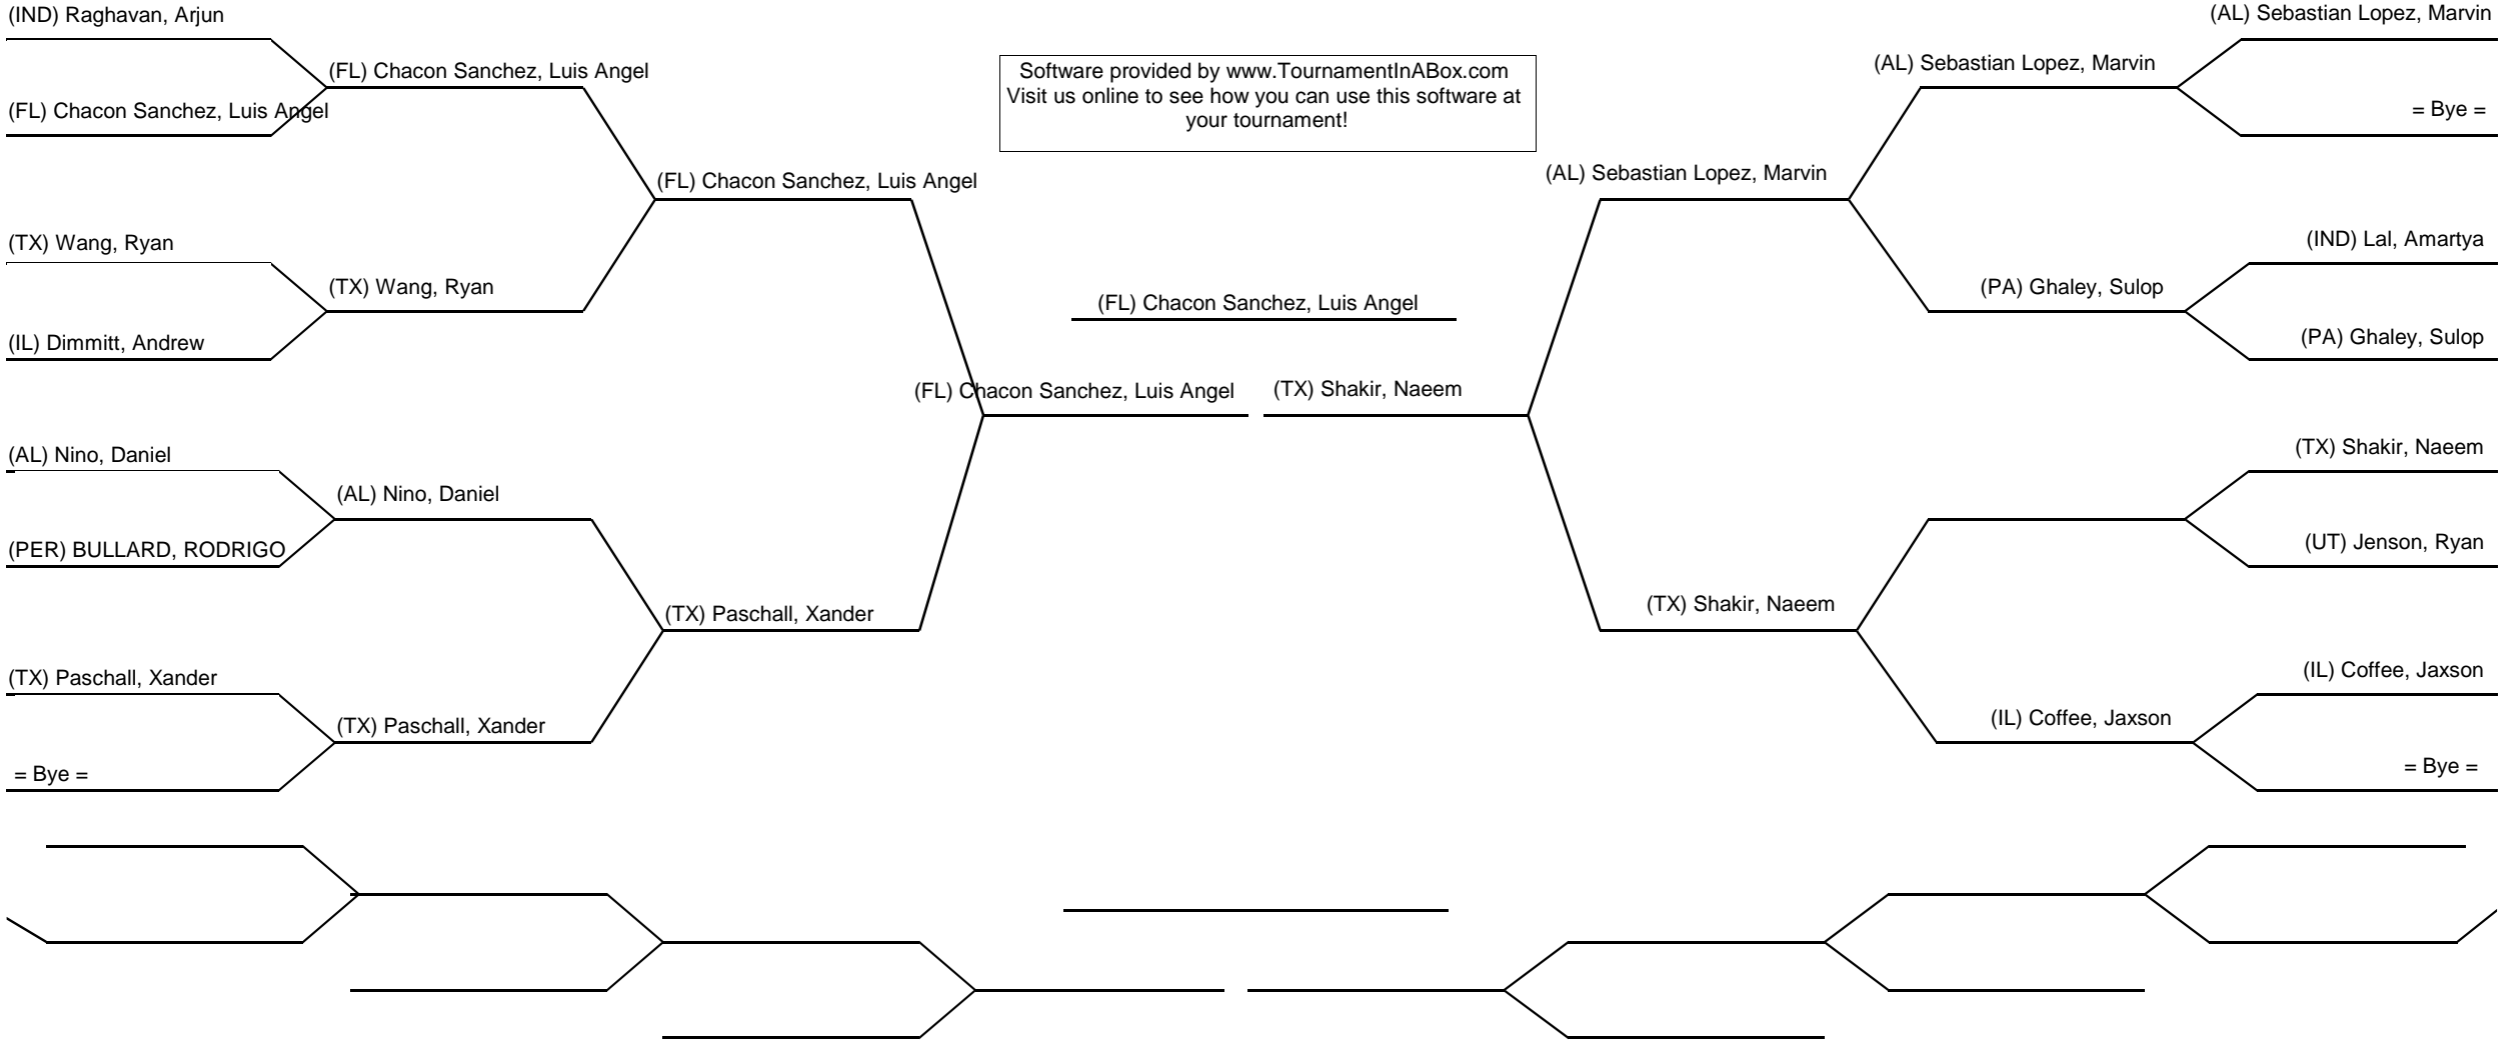 (IND) Raghavan, Arjun
(FL) Chacon Sanchez, Luis Angel
(TX) Wang, Ryan
(IL) Dimmitt, Andrew
(AL) Nino, Daniel
(PER) BULLARD, RODRIGO
(TX) Paschall, Xander
= Bye =
(FL) Chacon Sanchez, Luis Angel
(TX) Wang, Ryan
(AL) Nino, Daniel
(TX) Paschall, Xander
(FL) Chacon Sanchez, Luis Angel
(TX) Paschall, Xander
Software provided by www.TournamentInABox.com
Visit us online to see how you can use this software at
your tournament!
(FL) Chacon Sanchez, Luis Angel
(FL) Chacon Sanchez, Luis Angel
(TX) Shakir, Naeem
(AL) Sebastian Lopez, Marvin
(TX) Shakir, Naeem
(AL) Sebastian Lopez, Marvin
(PA) Ghaley, Sulop
(IL) Coffee, Jaxson
(AL) Sebastian Lopez, Marvin
= Bye =
(IND) Lal, Amartya
(PA) Ghaley, Sulop
(TX) Shakir, Naeem
(UT) Jenson, Ryan
(IL) Coffee, Jaxson
= Bye =